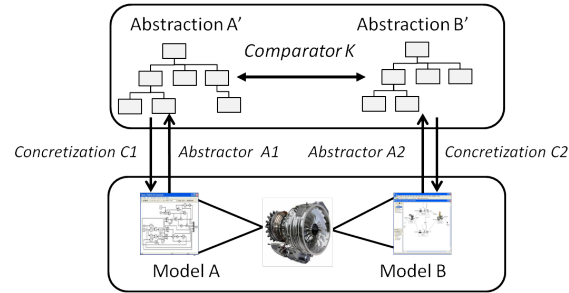 Abstraction A’ Abstraction B’
Comparator K
Concretization C1 Abstractor A1 Abstractor A2 Concretization C2
Model A Model B